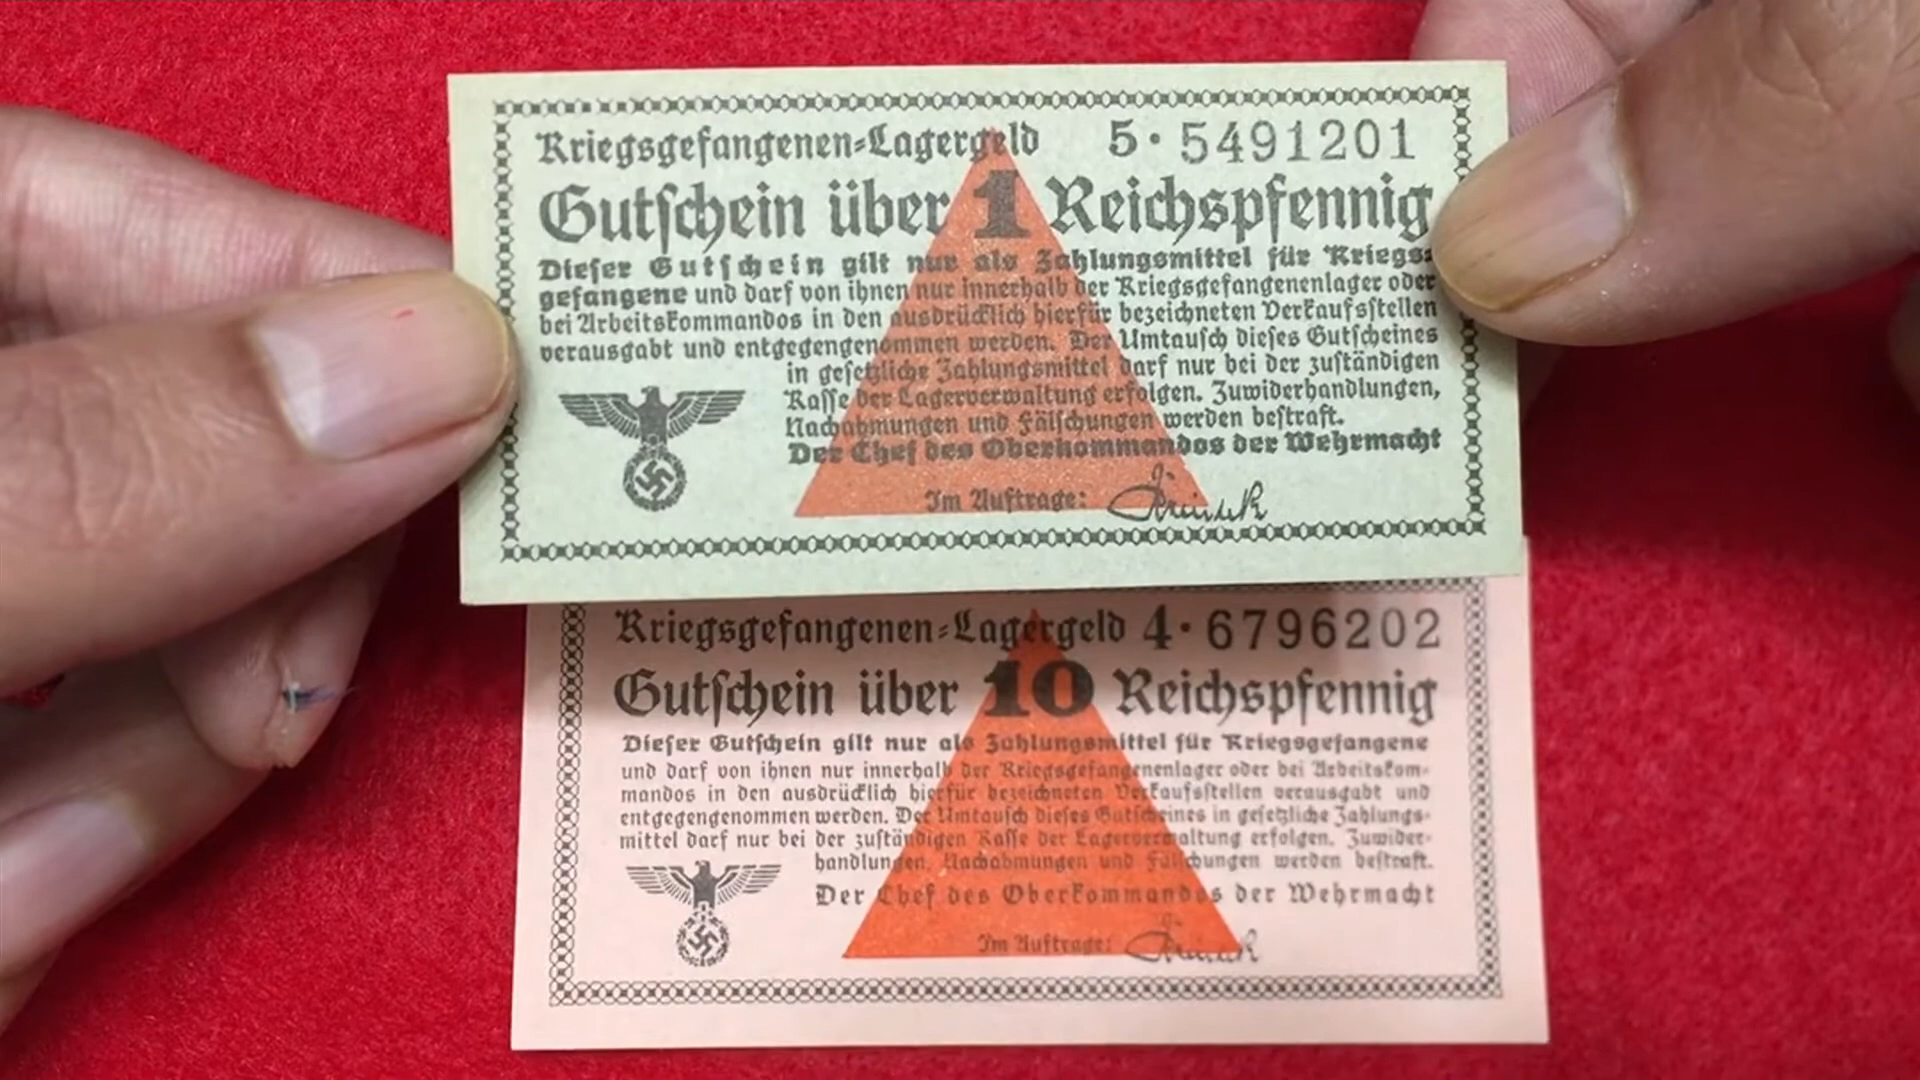 Kriegsgefangenen-Lagergeld 5·5491201
Gutschein über 1 Reichspfennig
Dieser Gutschein gilt nur als Zahlungsmittel für Kriegs-
gefangene und darf von ihnen nur innerhalb der Kriegsgefangenenlager oder
bei Arbeitskommandos in den ausdrücklich hierfür bezeichneten Verkaufsstellen
verausgabt und entgegengenommen werden. Der Umtausch dieses Gutscheines
in gesetzliche Zahlungsmittel darf nur bei der zuständigen
Kasse der Lagerverwaltung erfolgen. Zuwiderhandlungen,
Nachahmungen und Fälschungen werden bestraft.
Der Chef des Oberkommandos der Wehrmacht
Im Auftrage:
Kriegsgefangenen-Lagergeld 4·6796202
Gutschein über 10 Reichspfennig
Dieser Gutschein gilt nur als Zahlungsmittel für Kriegsgefangene
und darf von ihnen nur innerhalb der Kriegsgefangenenlager oder bei Arbeitskom-
mandos in den ausdrücklich hierfür bezeichneten Verkaufsstellen verausgabt und
entgegengenommen werden. Der Umtausch dieses Gutscheines in gesetzliche Zahlungs-
mittel darf nur bei der zuständigen Kasse der Lagerverwaltung erfolgen. Zuwider-
handlungen, Nachahmungen und Fälschungen werden bestraft.
Der Chef des Oberkommandos der Wehrmacht
Im Auftrage: